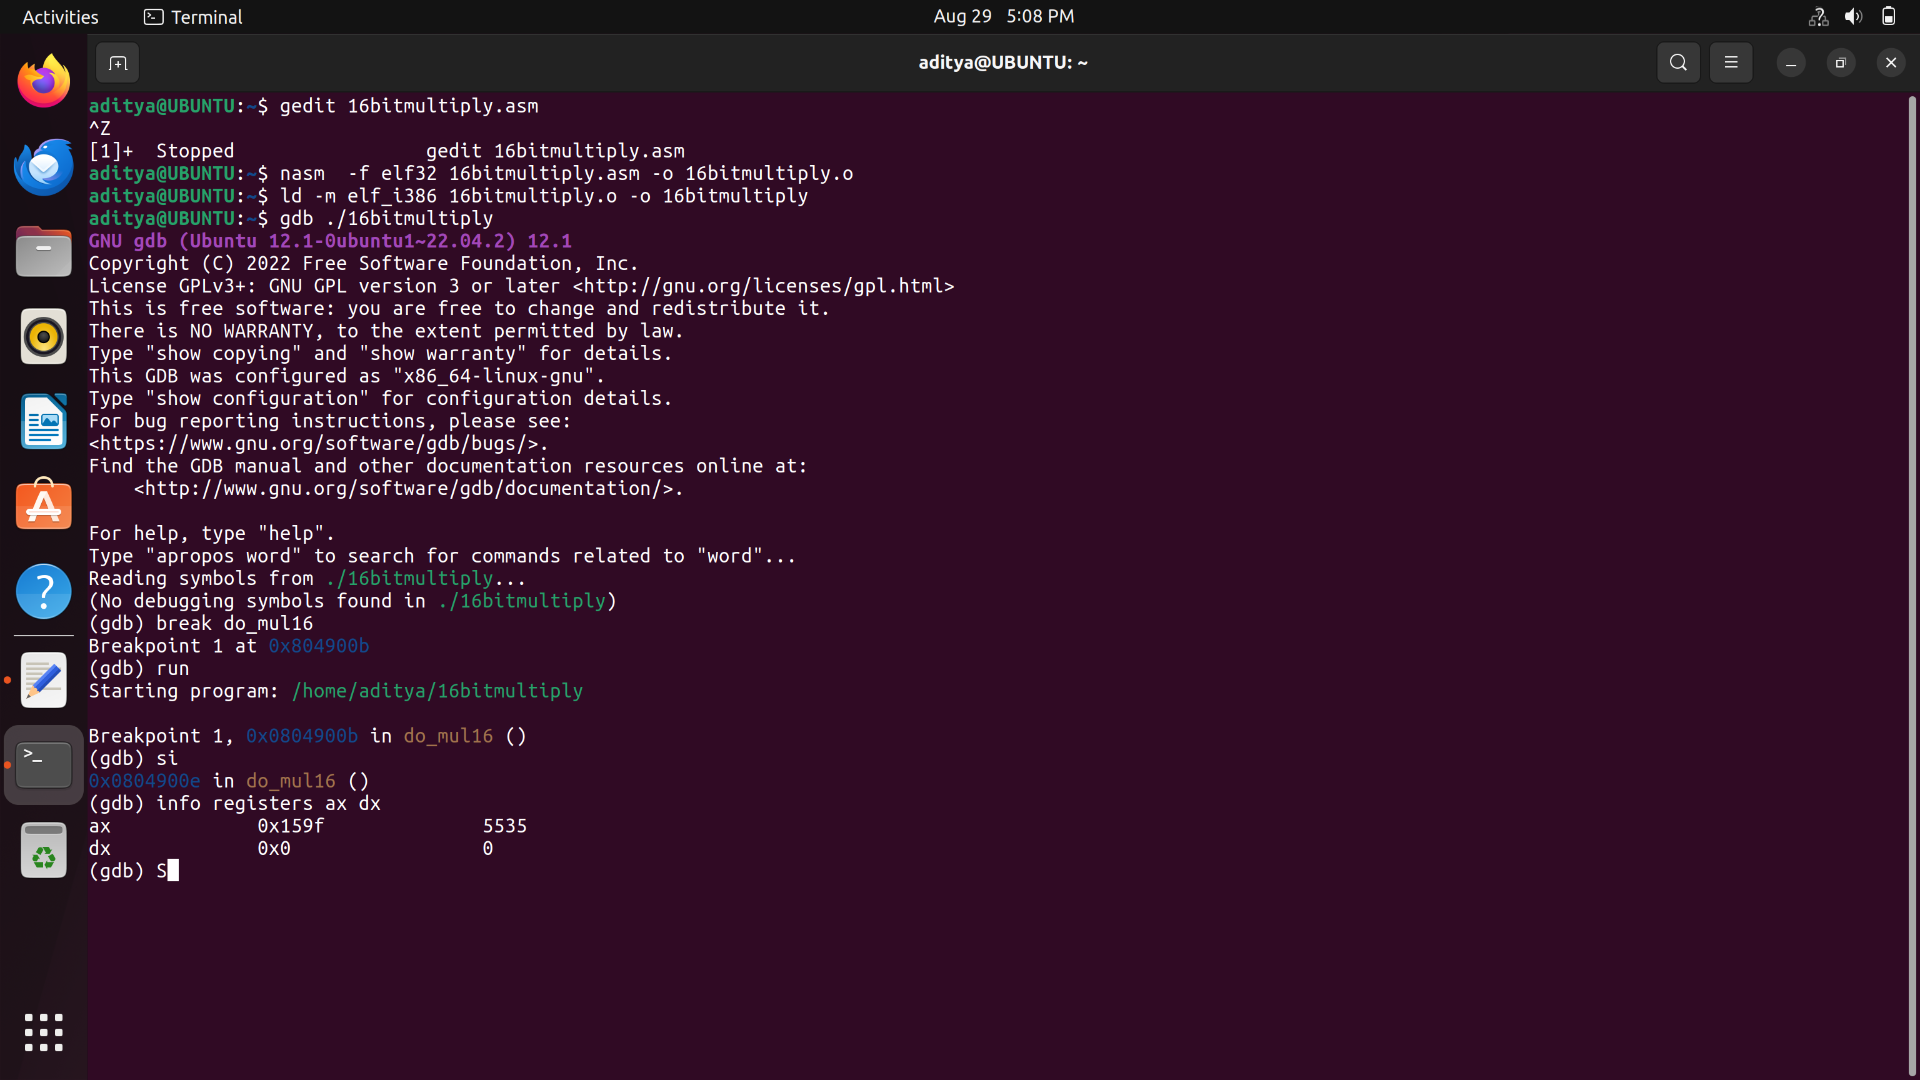 Activities Terminal Aug 29 5:08 PM
aditya@UBUNTU: ~
aditya@UBUNTU:~$ gedit 16bitmultiply.asm
^Z
[1]+  Stopped                 gedit 16bitmultiply.asm
aditya@UBUNTU:~$ nasm  -f elf32 16bitmultiply.asm -o 16bitmultiply.o
aditya@UBUNTU:~$ ld -m elf_i386 16bitmultiply.o -o 16bitmultiply
aditya@UBUNTU:~$ gdb ./16bitmultiply
GNU gdb (Ubuntu 12.1-0ubuntu1~22.04.2) 12.1
Copyright (C) 2022 Free Software Foundation, Inc.
License GPLv3+: GNU GPL version 3 or later <http://gnu.org/licenses/gpl.html>
This is free software: you are free to change and redistribute it.
There is NO WARRANTY, to the extent permitted by law.
Type "show copying" and "show warranty" for details.
This GDB was configured as "x86_64-linux-gnu".
Type "show configuration" for configuration details.
For bug reporting instructions, please see:
<https://www.gnu.org/software/gdb/bugs/>.
Find the GDB manual and other documentation resources online at:
    <http://www.gnu.org/software/gdb/documentation/>.
For help, type "help".
Type "apropos word" to search for commands related to "word"...
Reading symbols from ./16bitmultiply...
(No debugging symbols found in ./16bitmultiply)
(gdb) break do_mul16
Breakpoint 1 at 0x804900b
(gdb) run
Starting program: /home/aditya/16bitmultiply
Breakpoint 1, 0x0804900b in do_mul16 ()
(gdb) si
0x0804900e in do_mul16 ()
(gdb) info registers ax dx
ax             0x159f              5535
dx             0x0                 0
(gdb) S